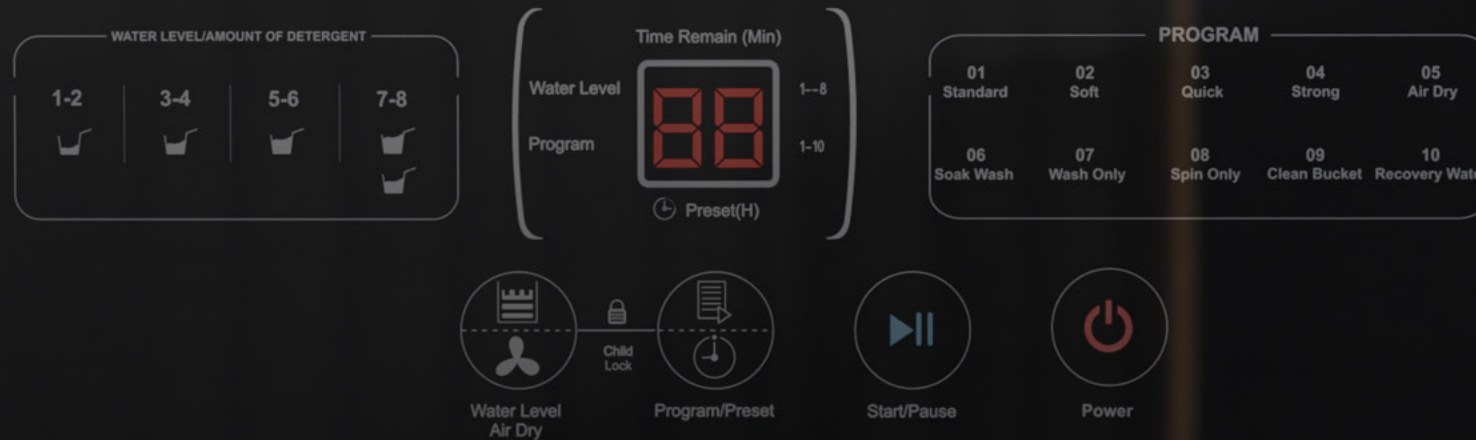 WATER LEVEL/AMOUNT OF DETERGENT
1-2 3-4 5-6 7-8
Time Remain (Min)
Water Level 88 1--8
Program 1-10
Preset(H)
PROGRAM
01 02 03 04 05
Standard Soft Quick Strong Air Dry
06 07 08 09 10
Soak Wash Wash Only Spin Only Clean Bucket Recovery Wate
Child
Lock
Water Level
Air Dry
Program/Preset
Start/Pause
Power